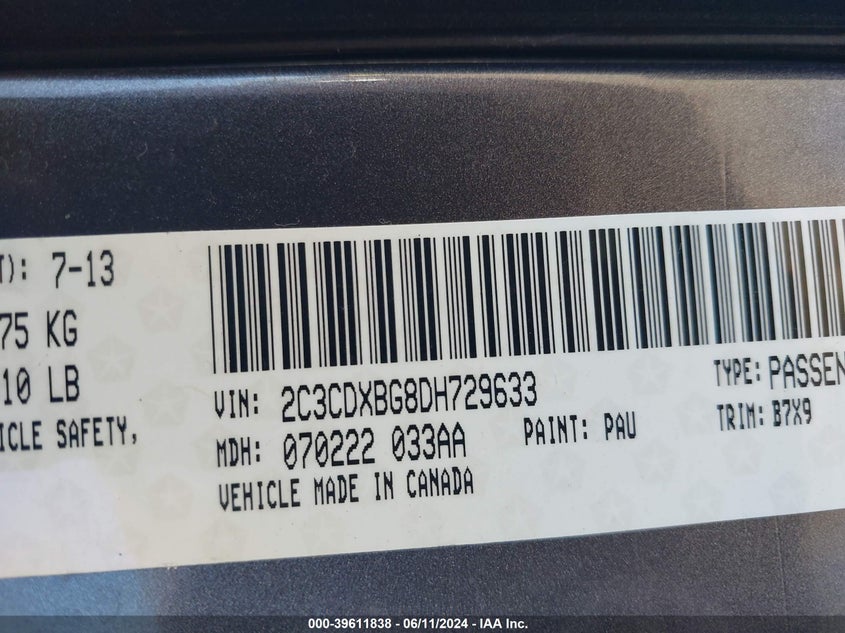 T): 7-13
75 KG
10 LB
ICLE SAFETY,
VIN: 2C3CDXBG8DH729633
TYPE: PASSEN
MDH: 070222 033AA
PAINT: PAU
TRIM: B7X9
VEHICLE MADE IN CANADA
000-39611838 - 06/11/2024 - IAA Inc.